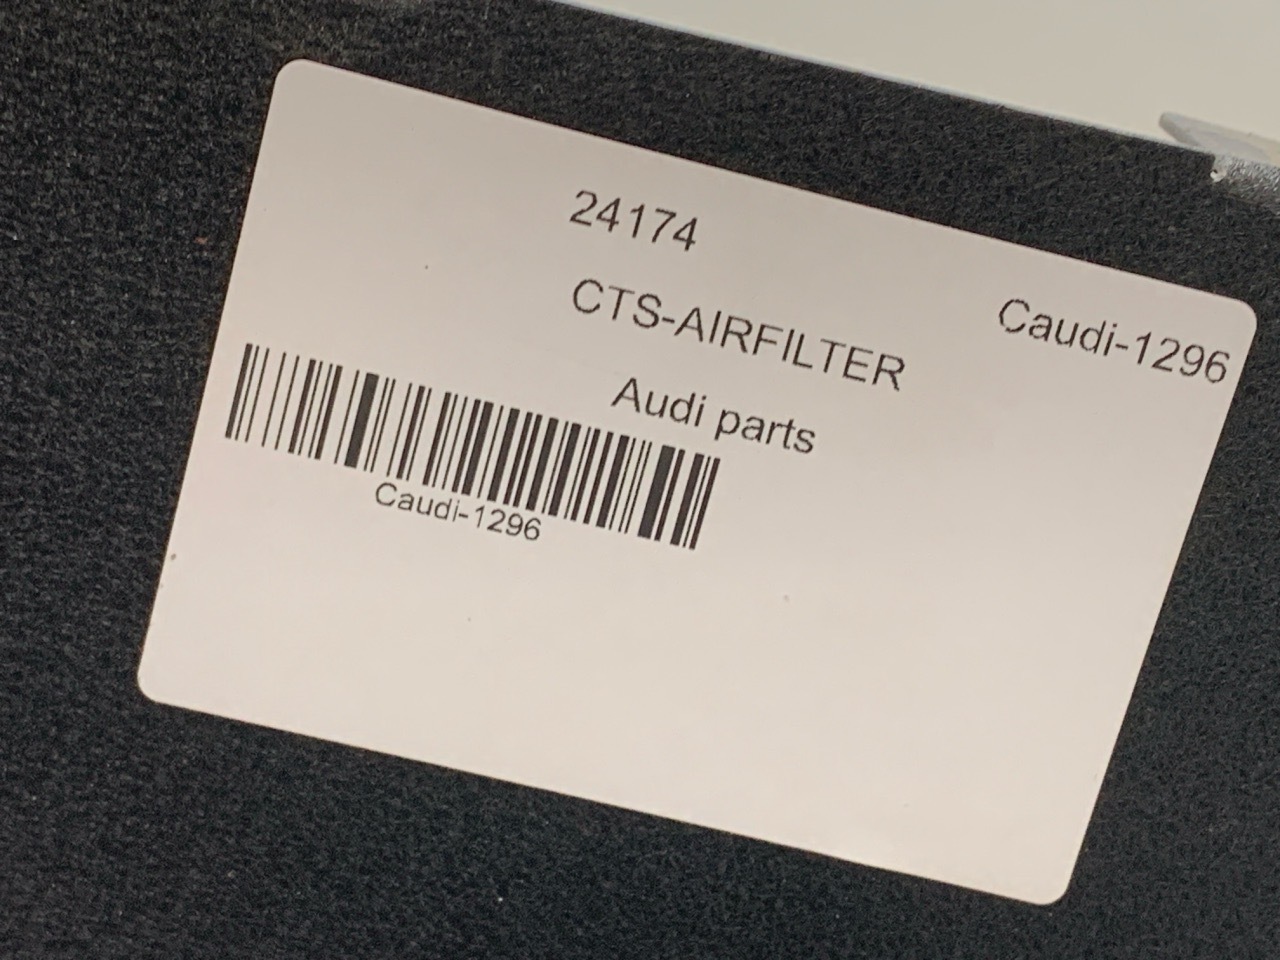 24174
CTS-AIRFILTER
Caudi-1296
Audi parts
Caudi-1296